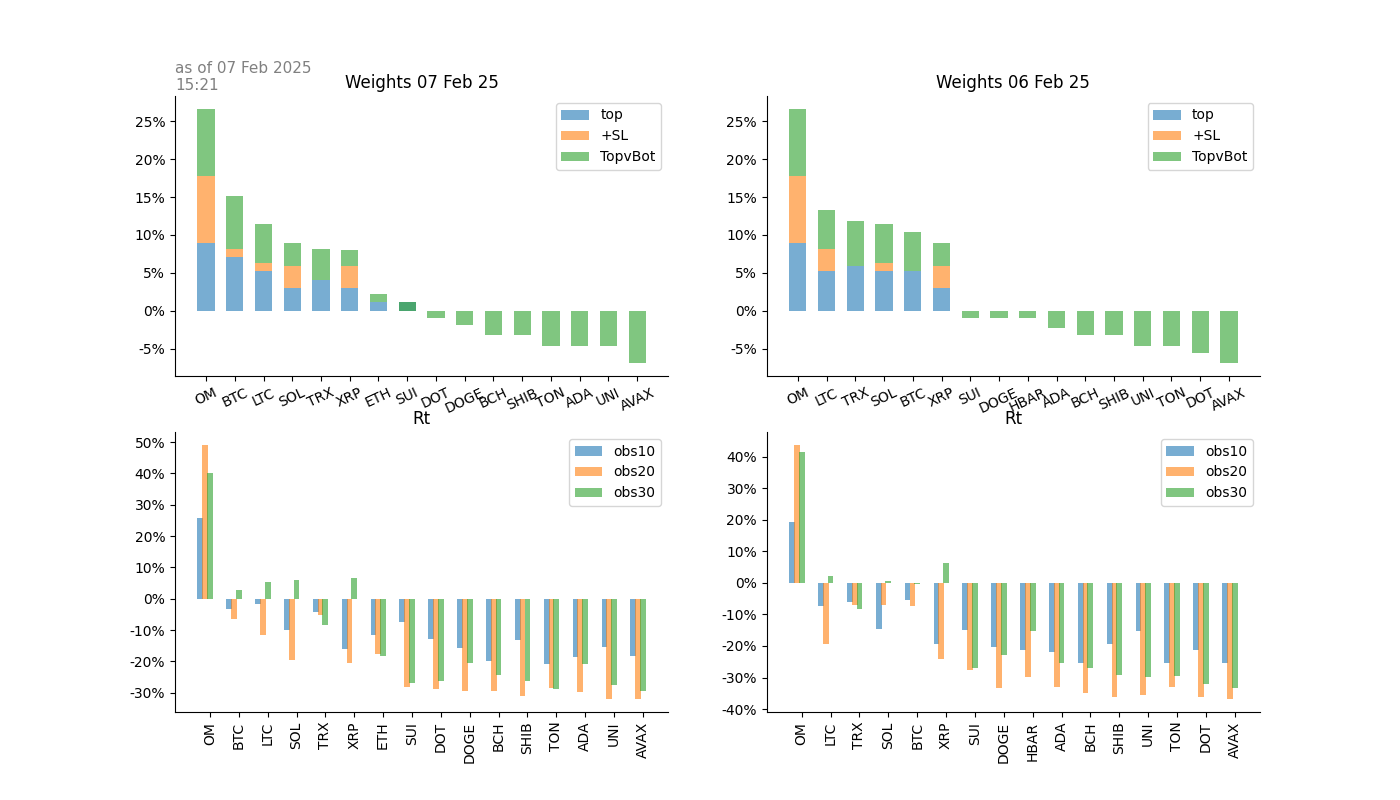 as of 07 Feb 2025
15:21
Weights 07 Feb 25
25%
20%
15%
10%
5%
0%
-5%
top
+SL
TopvBot
OM BTC LTC SOL TRX XRP ETH SUI DOT DOGE BCH SHIB TON ADA UNI AVAX
Weights 06 Feb 25
25%
20%
15%
10%
5%
0%
-5%
top
+SL
TopvBot
OM LTC TRX SOL BTC XRP SUI DOGE HBAR ADA BCH SHIB UNI TON DOT AVAX
Rt
50%
40%
30%
20%
10%
0%
-10%
-20%
-30%
obs10
obs20
obs30
OM BTC LTC SOL TRX XRP ETH SUI DOT DOGE BCH SHIB TON ADA UNI AVAX
Rt
40%
30%
20%
10%
0%
-10%
-20%
-30%
-40%
obs10
obs20
obs30
OM LTC TRX SOL BTC XRP SUI DOGE HBAR ADA BCH SHIB UNI TON DOT AVAX